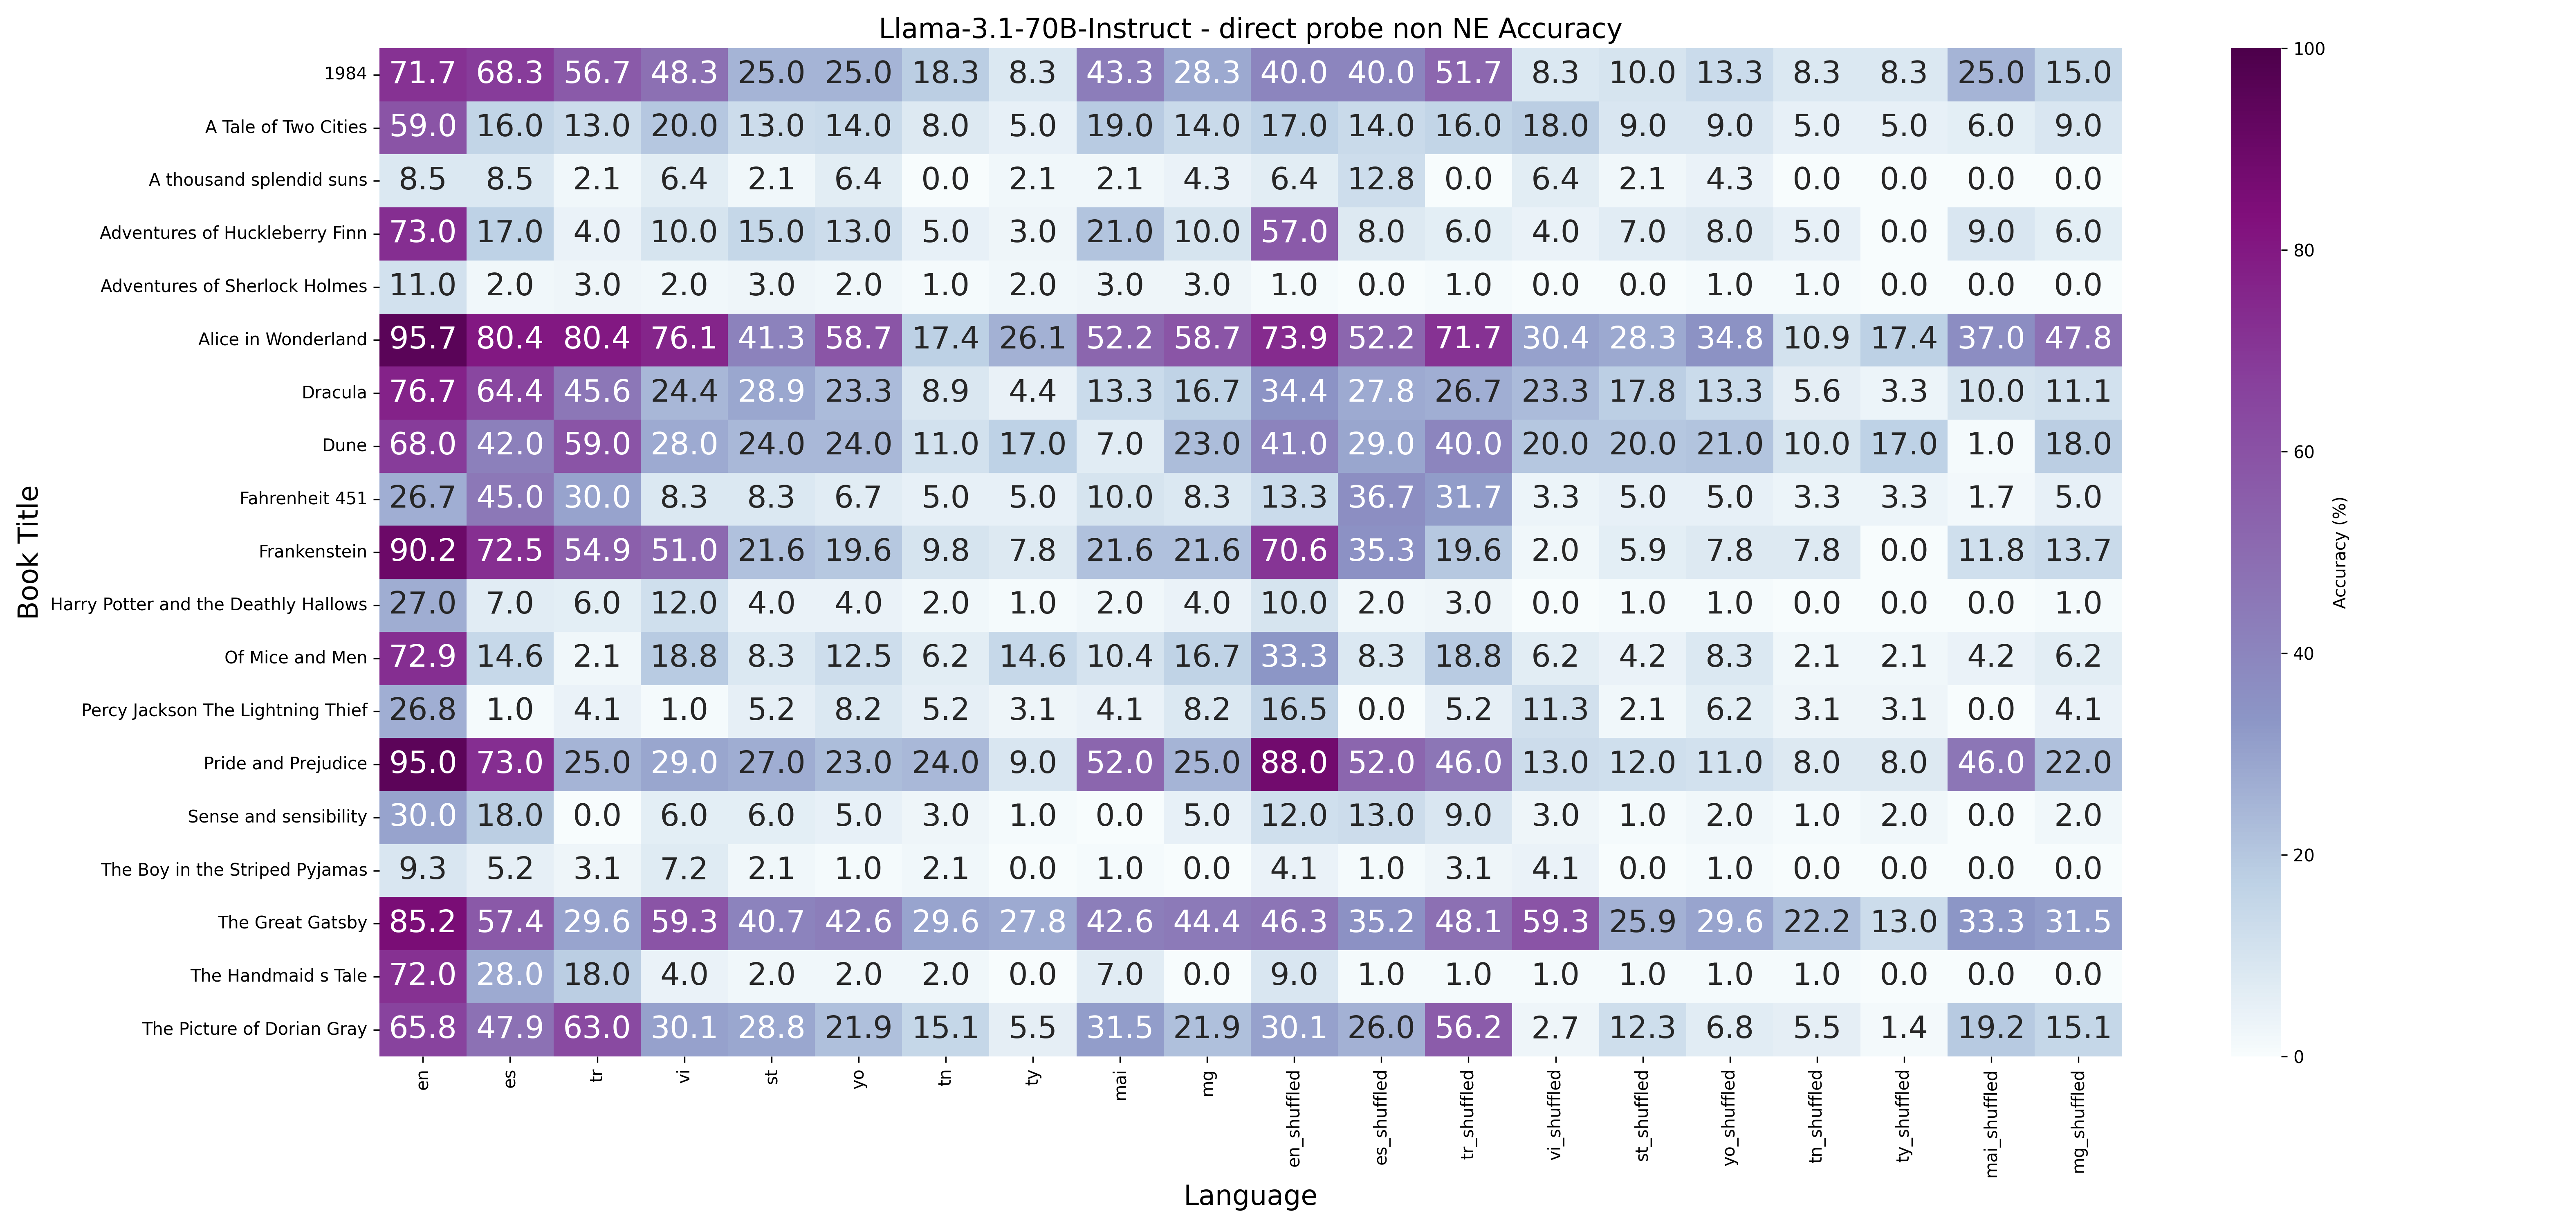 Llama-3.1-70B-Instruct - direct probe non NE Accuracy
Book Title
1984 71.7 68.3 56.7 48.3 25.0 25.0 18.3 8.3 43.3 28.3 40.0 40.0 51.7 8.3 10.0 13.3 8.3 8.3 25.0 15.0
A Tale of Two Cities 59.0 16.0 13.0 20.0 13.0 14.0 8.0 5.0 19.0 14.0 17.0 14.0 16.0 18.0 9.0 9.0 5.0 5.0 6.0 9.0
A thousand splendid suns 8.5 8.5 2.1 6.4 2.1 6.4 0.0 2.1 2.1 4.3 6.4 12.8 0.0 6.4 2.1 4.3 0.0 0.0 0.0 0.0
Adventures of Huckleberry Finn 73.0 17.0 4.0 10.0 15.0 13.0 5.0 3.0 21.0 10.0 57.0 8.0 6.0 4.0 7.0 8.0 5.0 0.0 9.0 6.0
Adventures of Sherlock Holmes 11.0 2.0 3.0 2.0 3.0 2.0 1.0 2.0 3.0 3.0 1.0 0.0 1.0 0.0 0.0 1.0 1.0 0.0 0.0 0.0
Alice in Wonderland 95.7 80.4 80.4 76.1 41.3 58.7 17.4 26.1 52.2 58.7 73.9 52.2 71.7 30.4 28.3 34.8 10.9 17.4 37.0 47.8
Dracula 76.7 64.4 45.6 24.4 28.9 23.3 8.9 4.4 13.3 16.7 34.4 27.8 26.7 23.3 17.8 13.3 5.6 3.3 10.0 11.1
Dune 68.0 42.0 59.0 28.0 24.0 24.0 11.0 17.0 7.0 23.0 41.0 29.0 40.0 20.0 20.0 21.0 10.0 17.0 1.0 18.0
Fahrenheit 451 26.7 45.0 30.0 8.3 8.3 6.7 5.0 5.0 10.0 8.3 13.3 36.7 31.7 3.3 5.0 5.0 3.3 3.3 1.7 5.0
Frankenstein 90.2 72.5 54.9 51.0 21.6 19.6 9.8 7.8 21.6 21.6 70.6 35.3 19.6 2.0 5.9 7.8 7.8 0.0 11.8 13.7
Harry Potter and the Deathly Hallows 27.0 7.0 6.0 12.0 4.0 4.0 2.0 1.0 2.0 4.0 10.0 2.0 3.0 0.0 1.0 1.0 0.0 0.0 0.0 1.0
Of Mice and Men 72.9 14.6 2.1 18.8 8.3 12.5 6.2 14.6 10.4 16.7 33.3 8.3 18.8 6.2 4.2 8.3 2.1 2.1 4.2 6.2
Percy Jackson The Lightning Thief 26.8 1.0 4.1 1.0 5.2 8.2 5.2 3.1 4.1 8.2 16.5 0.0 5.2 11.3 2.1 6.2 3.1 3.1 0.0 4.1
Pride and Prejudice 95.0 73.0 25.0 29.0 27.0 23.0 24.0 9.0 52.0 25.0 88.0 52.0 46.0 13.0 12.0 11.0 8.0 8.0 46.0 22.0
Sense and sensibility 30.0 18.0 0.0 6.0 6.0 5.0 3.0 1.0 0.0 5.0 12.0 13.0 9.0 3.0 1.0 2.0 1.0 2.0 0.0 2.0
The Boy in the Striped Pyjamas 9.3 5.2 3.1 7.2 2.1 1.0 2.1 0.0 1.0 0.0 4.1 1.0 3.1 4.1 0.0 1.0 0.0 0.0 0.0 0.0
The Great Gatsby 85.2 57.4 29.6 59.3 40.7 42.6 29.6 27.8 42.6 44.4 46.3 35.2 48.1 59.3 25.9 29.6 22.2 13.0 33.3 31.5
The Handmaid s Tale 72.0 28.0 18.0 4.0 2.0 2.0 2.0 0.0 7.0 0.0 9.0 1.0 1.0 1.0 1.0 1.0 1.0 0.0 0.0 0.0
The Picture of Dorian Gray 65.8 47.9 63.0 30.1 28.8 21.9 15.1 5.5 31.5 21.9 30.1 26.0 56.2 2.7 12.3 6.8 5.5 1.4 19.2 15.1
en es tr vi st yo tn ty mai mg en_shuffled es_shuffled tr_shuffled vi_shuffled st_shuffled yo_shuffled tn_shuffled ty_shuffled mai_shuffled mg_shuffled
Language
100
80
60
40
20
0
Accuracy (%)